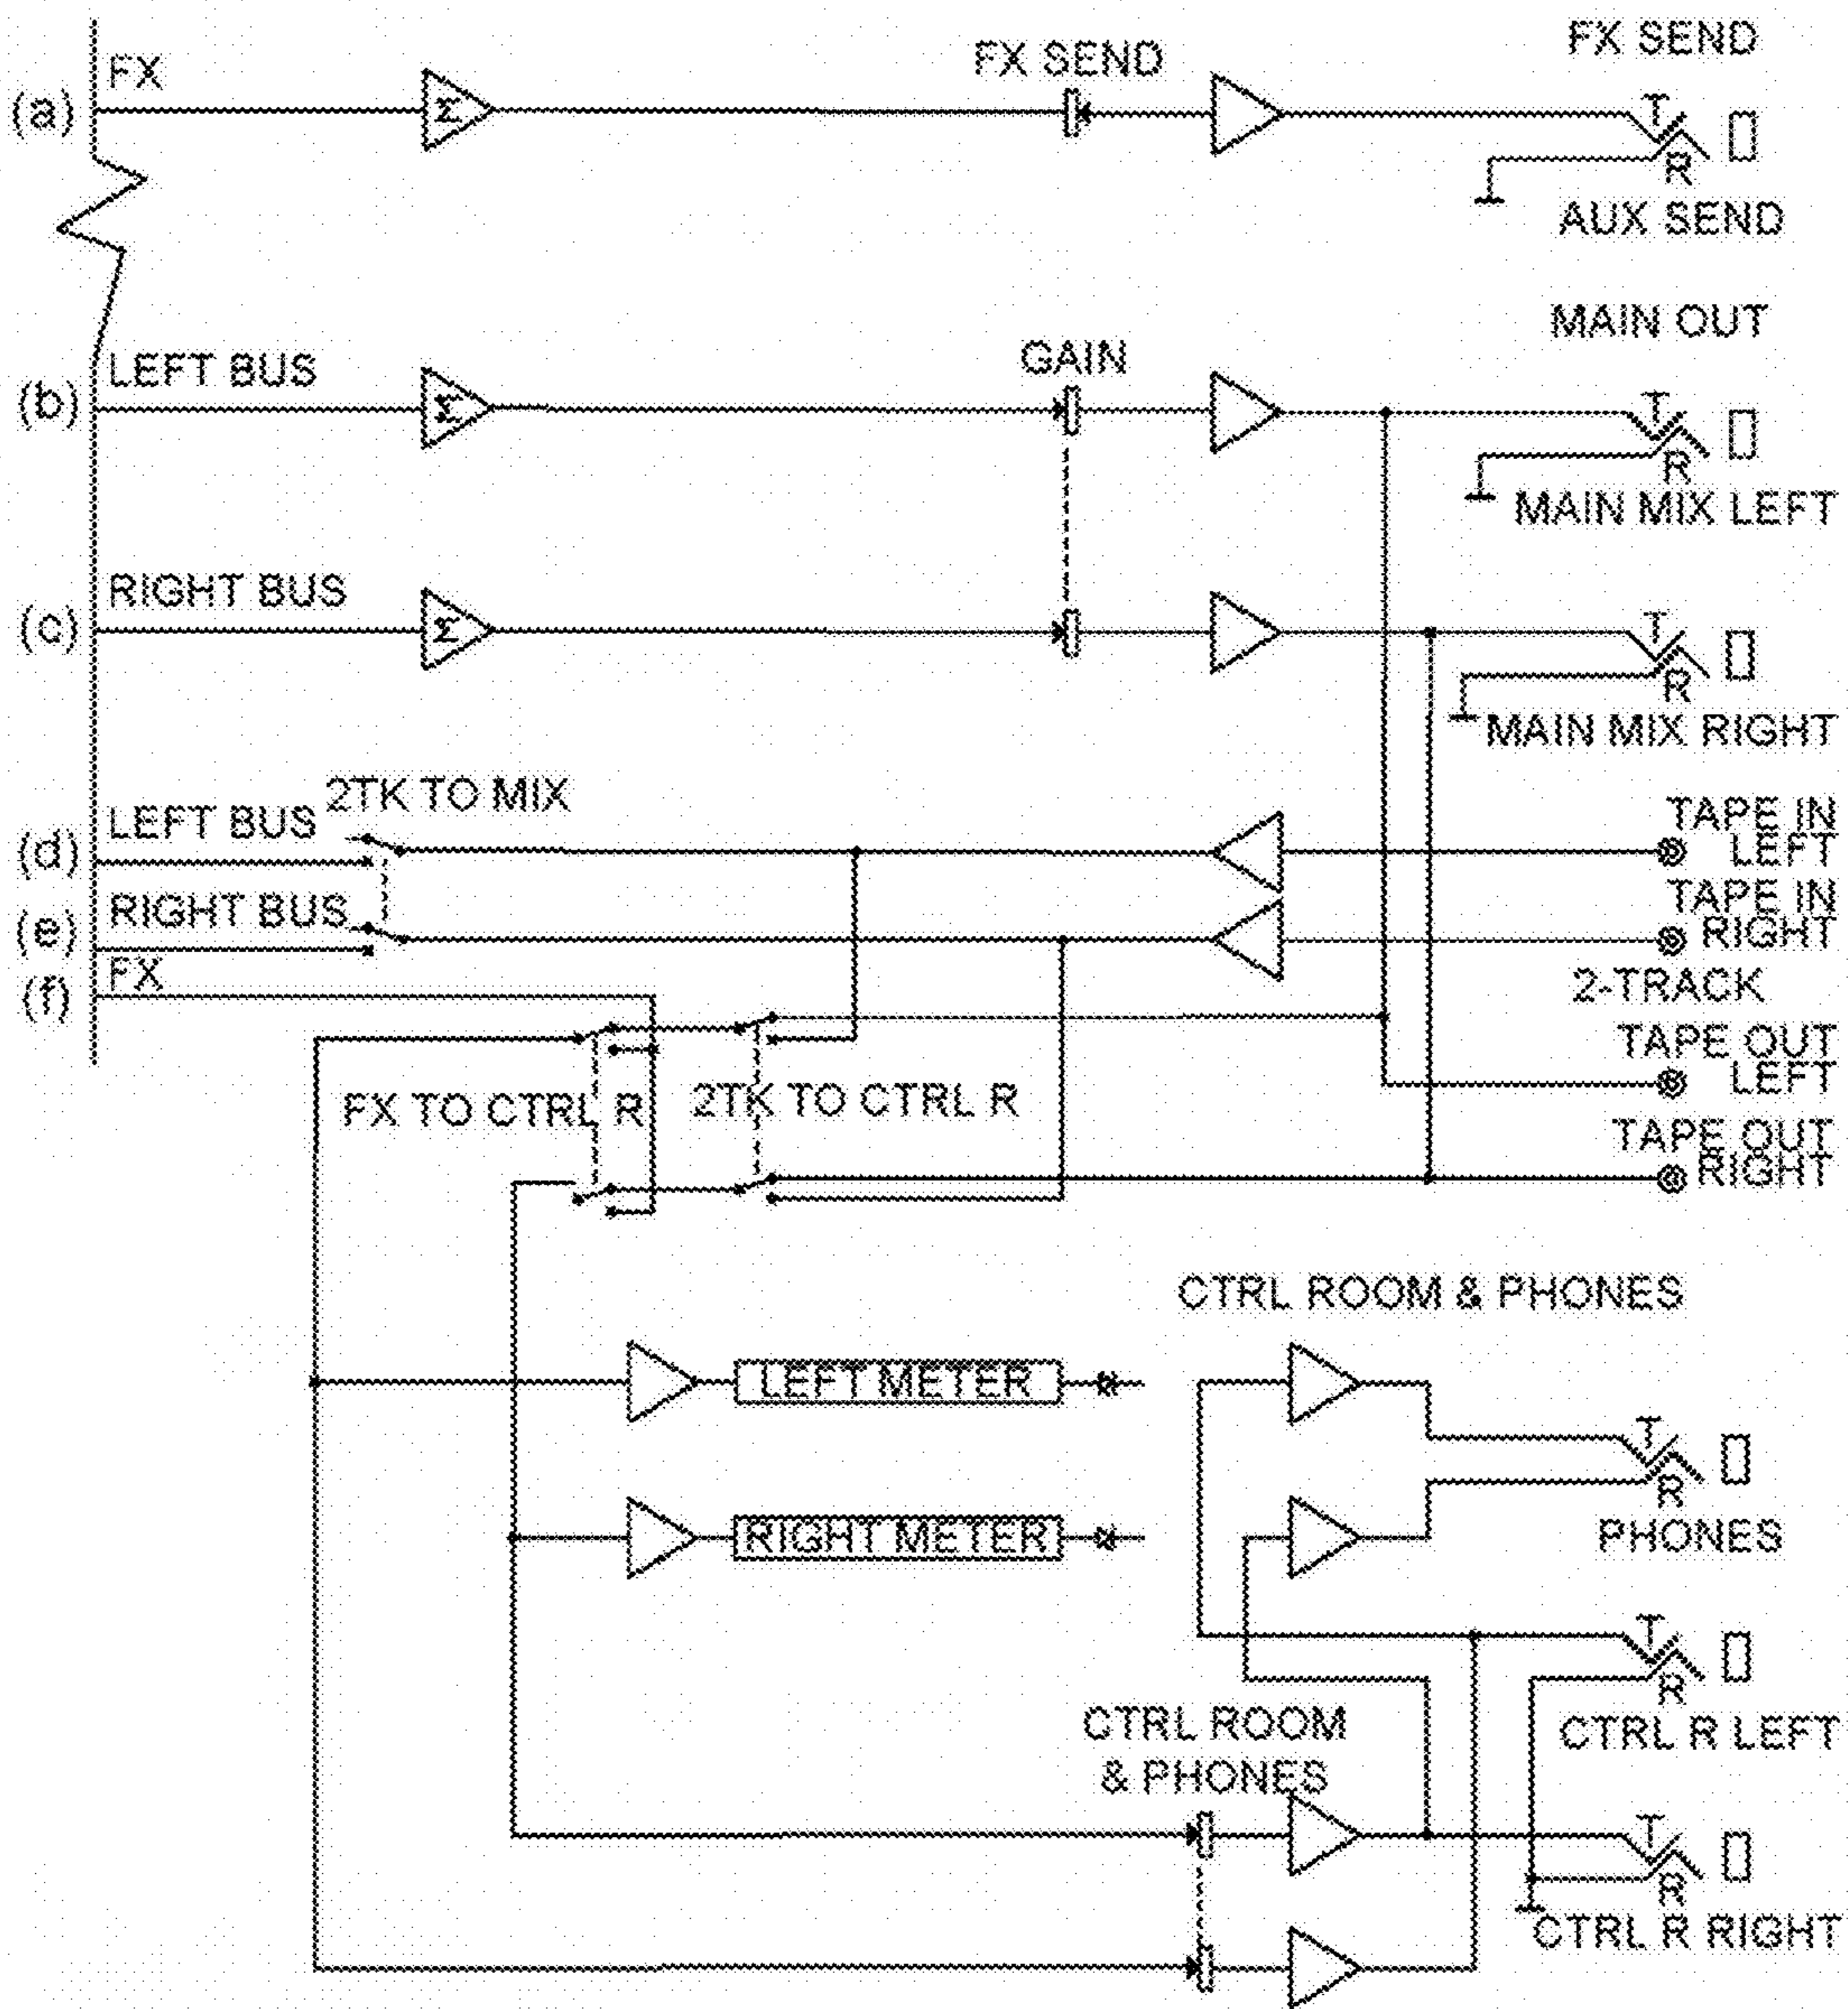 FX SEND
FX
FX SEND
(a)
Σ
T
R
AUX SEND
MAIN OUT
LEFT BUS
GAIN
(b)
Σ
T
R
MAIN MIX LEFT
RIGHT BUS
(c)
Σ
T
R
MAIN MIX RIGHT
2TK TO MIX
TAPE IN
LEFT BUS
LEFT
(d)
TAPE IN
RIGHT BUS
RIGHT
(e)
FX
2-TRACK
(f)
TAPE OUT
LEFT
FX TO CTRL R
2TK TO CTRL R
TAPE OUT
RIGHT
CTRL ROOM & PHONES
LEFT METER
T
R
RIGHT METER
PHONES
T
R
CTRL ROOM
& PHONES
CTRL R LEFT
T
R
CTRL R RIGHT